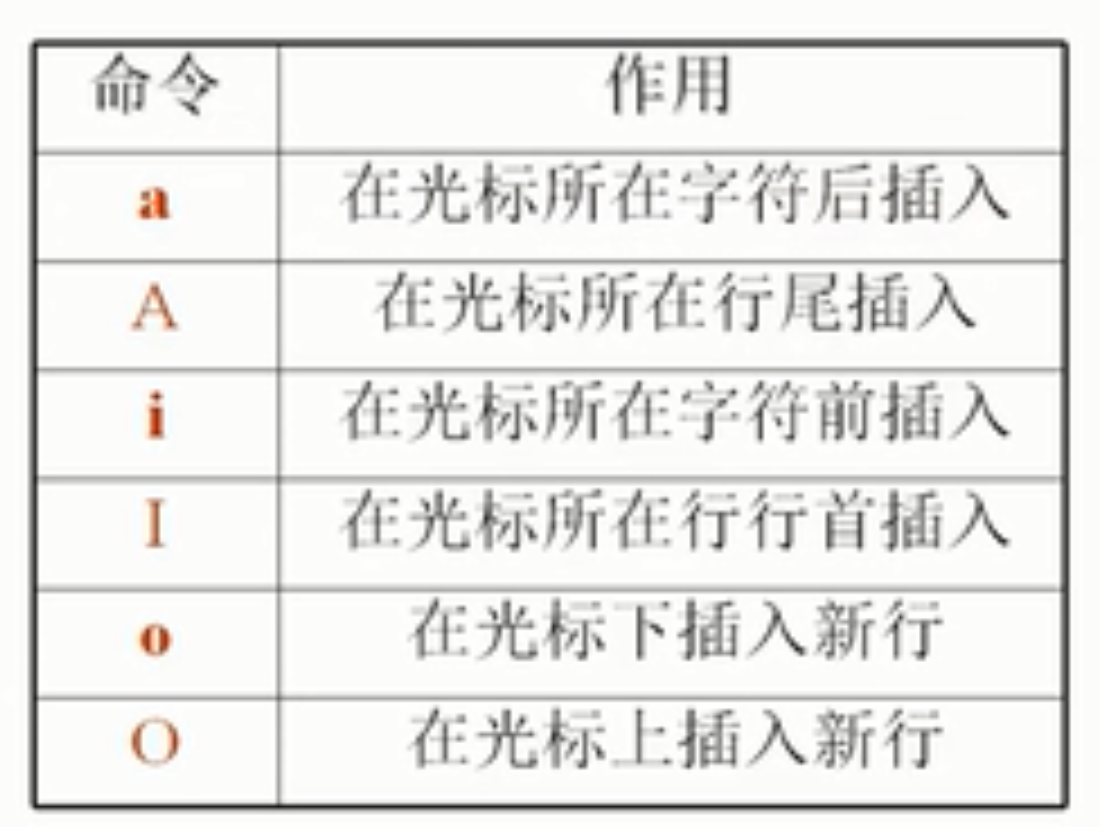 命令 作用
a 在光标所在字符后插入
A 在光标所在行尾插入
i 在光标所在字符前插入
I 在光标所在行行首插入
o 在光标下插入新行
O 在光标上插入新行